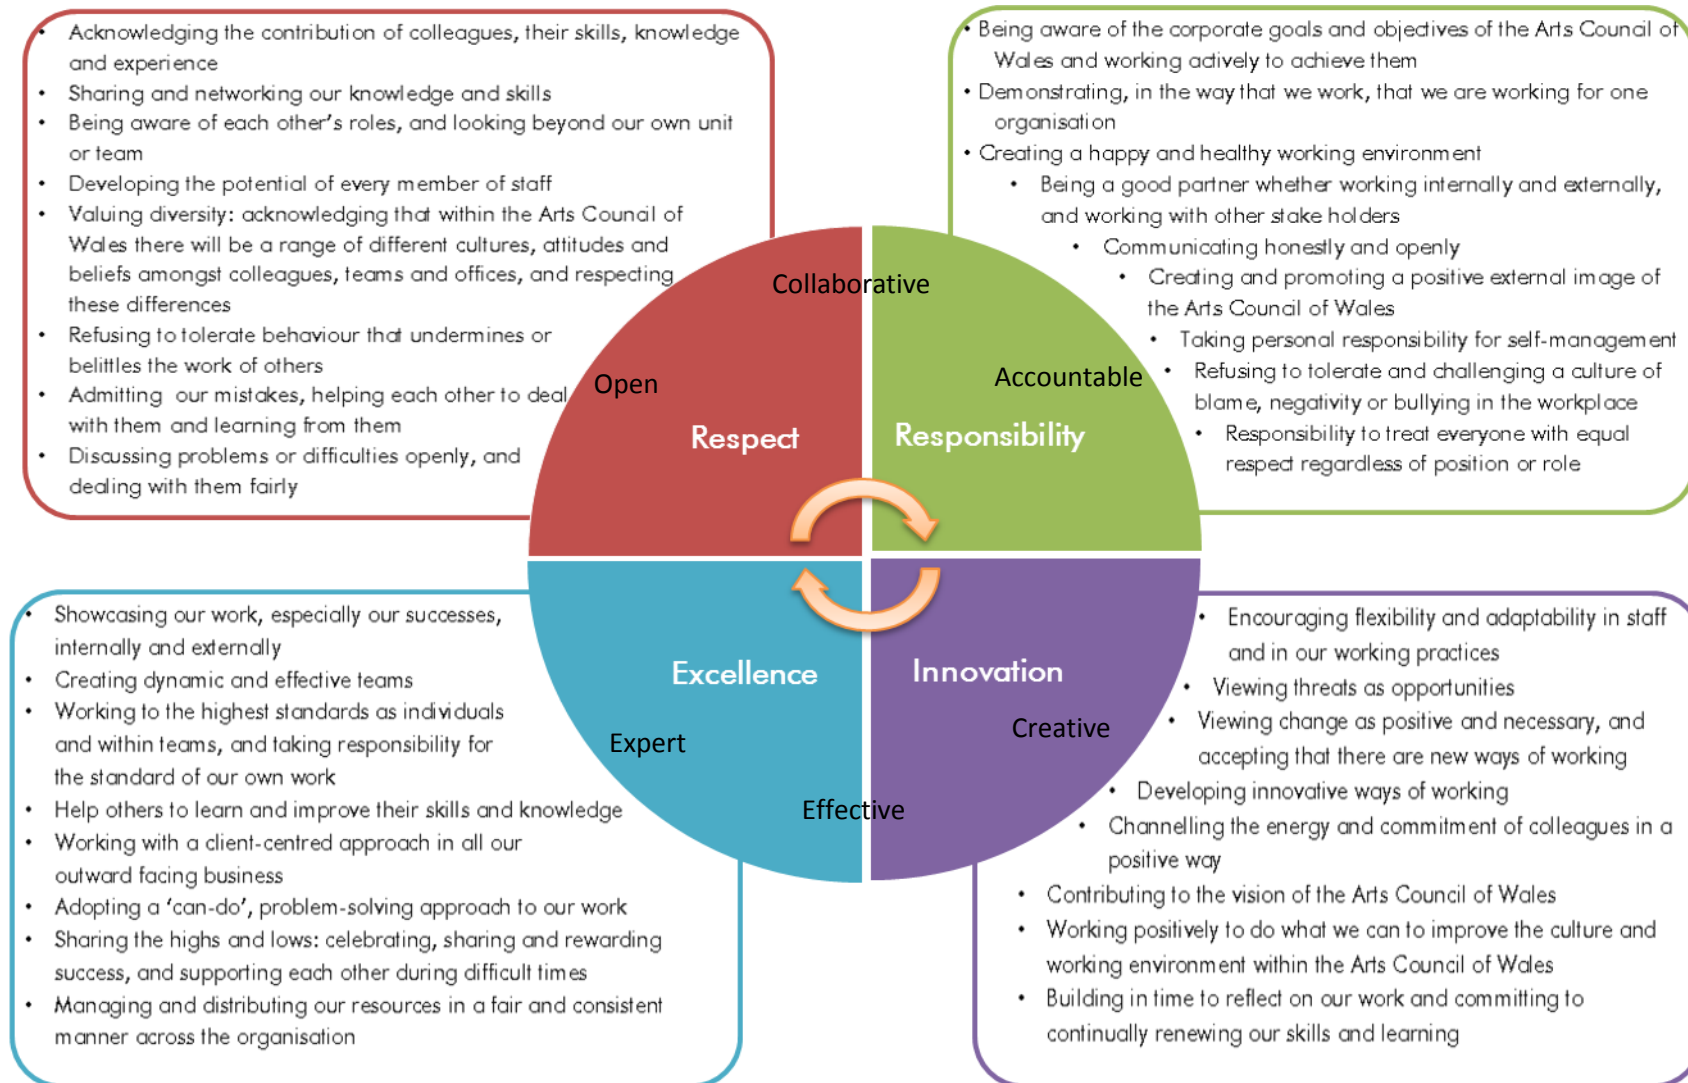 • Acknowledging the contribution of colleagues, their skills, knowledge
and experience
• Sharing and networking our knowledge and skills
• Being aware of each other's roles, and looking beyond our own unit
or team
• Developing the potential of every member of staff
• Valuing diversity: acknowledging that within the Arts Council of
Wales there will be a range of different cultures, attitudes and
beliefs amongst colleagues, teams and offices, and respecting
these differences
• Refusing to tolerate behaviour that undermines or
belittles the work of others
• Admitting our mistakes, helping each other to deal
with them and learning from them
• Discussing problems or difficulties openly, and
dealing with them fairly
• Being aware of the corporate goals and objectives of the Arts Council of
Wales and working actively to achieve them
• Demonstrating, in the way that we work, that we are working for one
organisation
• Creating a happy and healthy working environment
• Being a good partner whether working internally and externally,
and working with other stake holders
• Communicating honestly and openly
• Creating and promoting a positive external image of
the Arts Council of Wales
• Taking personal responsibility for self-management
• Refusing to tolerate and challenging a culture of
blame, negativity or bullying in the workplace
• Responsibility to treat everyone with equal
respect regardless of position or role
Collaborative
Open
Accountable
Respect
Responsibility
Excellence
Innovation
Expert
Creative
Effective
• Showcasing our work, especially our successes,
internally and externally
• Creating dynamic and effective teams
• Working to the highest standards as individuals
and within teams, and taking responsibility for
the standard of our own work
• Help others to learn and improve their skills and knowledge
• Working with a client-centred approach in all our
outward facing business
• Adopting a 'can-do', problem-solving approach to our work
• Sharing the highs and lows: celebrating, sharing and rewarding
success, and supporting each other during difficult times
• Managing and distributing our resources in a fair and consistent
manner across the organisation
• Encouraging flexibility and adaptability in staff
and in our working practices
• Viewing threats as opportunities
• Viewing change as positive and necessary, and
accepting that there are new ways of working
• Developing innovative ways of working
• Channelling the energy and commitment of colleagues in a
positive way
• Contributing to the vision of the Arts Council of Wales
• Working positively to do what we can to improve the culture and
working environment within the Arts Council of Wales
• Building in time to reflect on our work and committing to
continually renewing our skills and learning